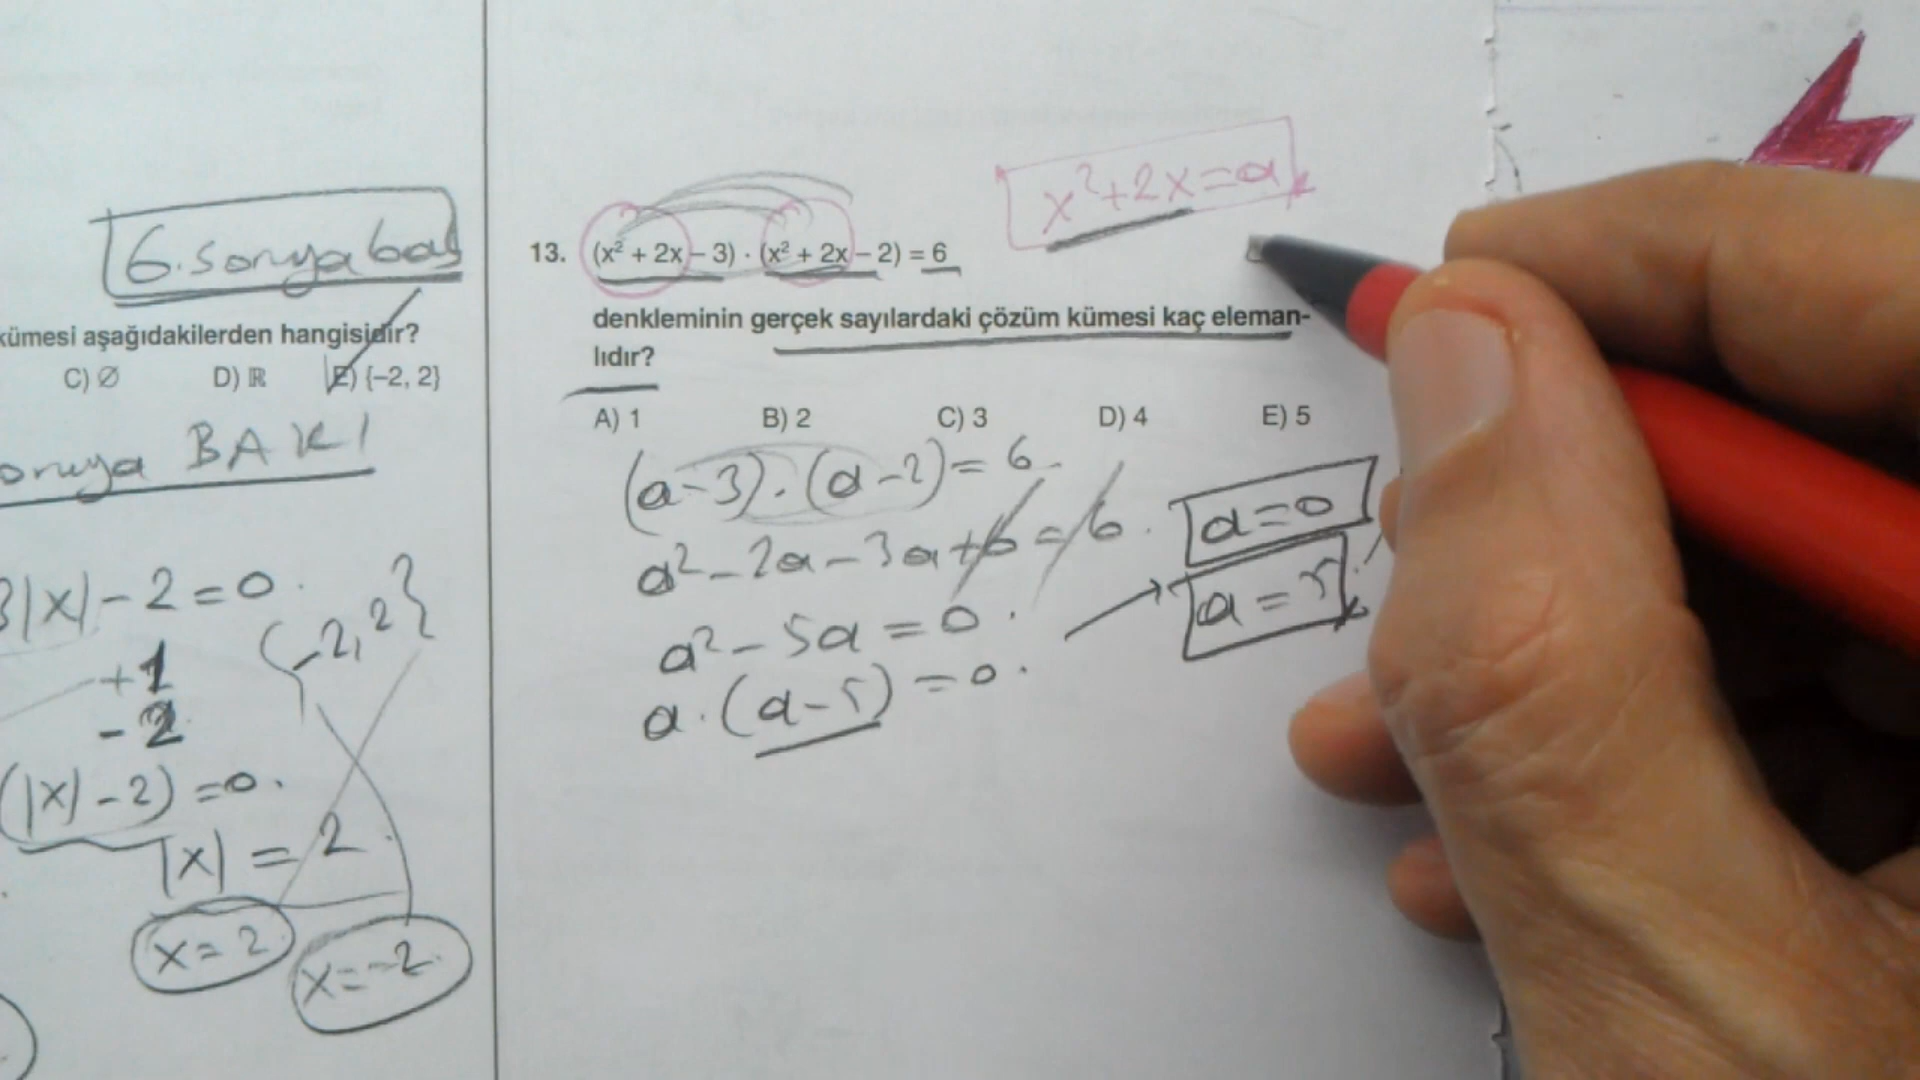 6. soruya bas
kümesi aşağıdakilerden hangisidir?
C) ∅ D) ℝ E) {–2, 2}
soruya BAKI
3|x| - 2 = 0.
+1
-2
{-2, 2}
(|x| - 2) = 0.
|x| = 2
x = 2
x = -2
x² + 2x = a
13. (x² + 2x – 3) · (x² + 2x – 2) = 6
denkleminin gerçek sayılardaki çözüm kümesi kaç eleman-
lıdır?
A) 1 B) 2 C) 3 D) 4 E) 5
(a - 3) . (a - 2) = 6
a² - 2a - 3a + 6 = 6.
a² - 5a = 0.
a . (a - 5) = 0.
a = 0
a = 5